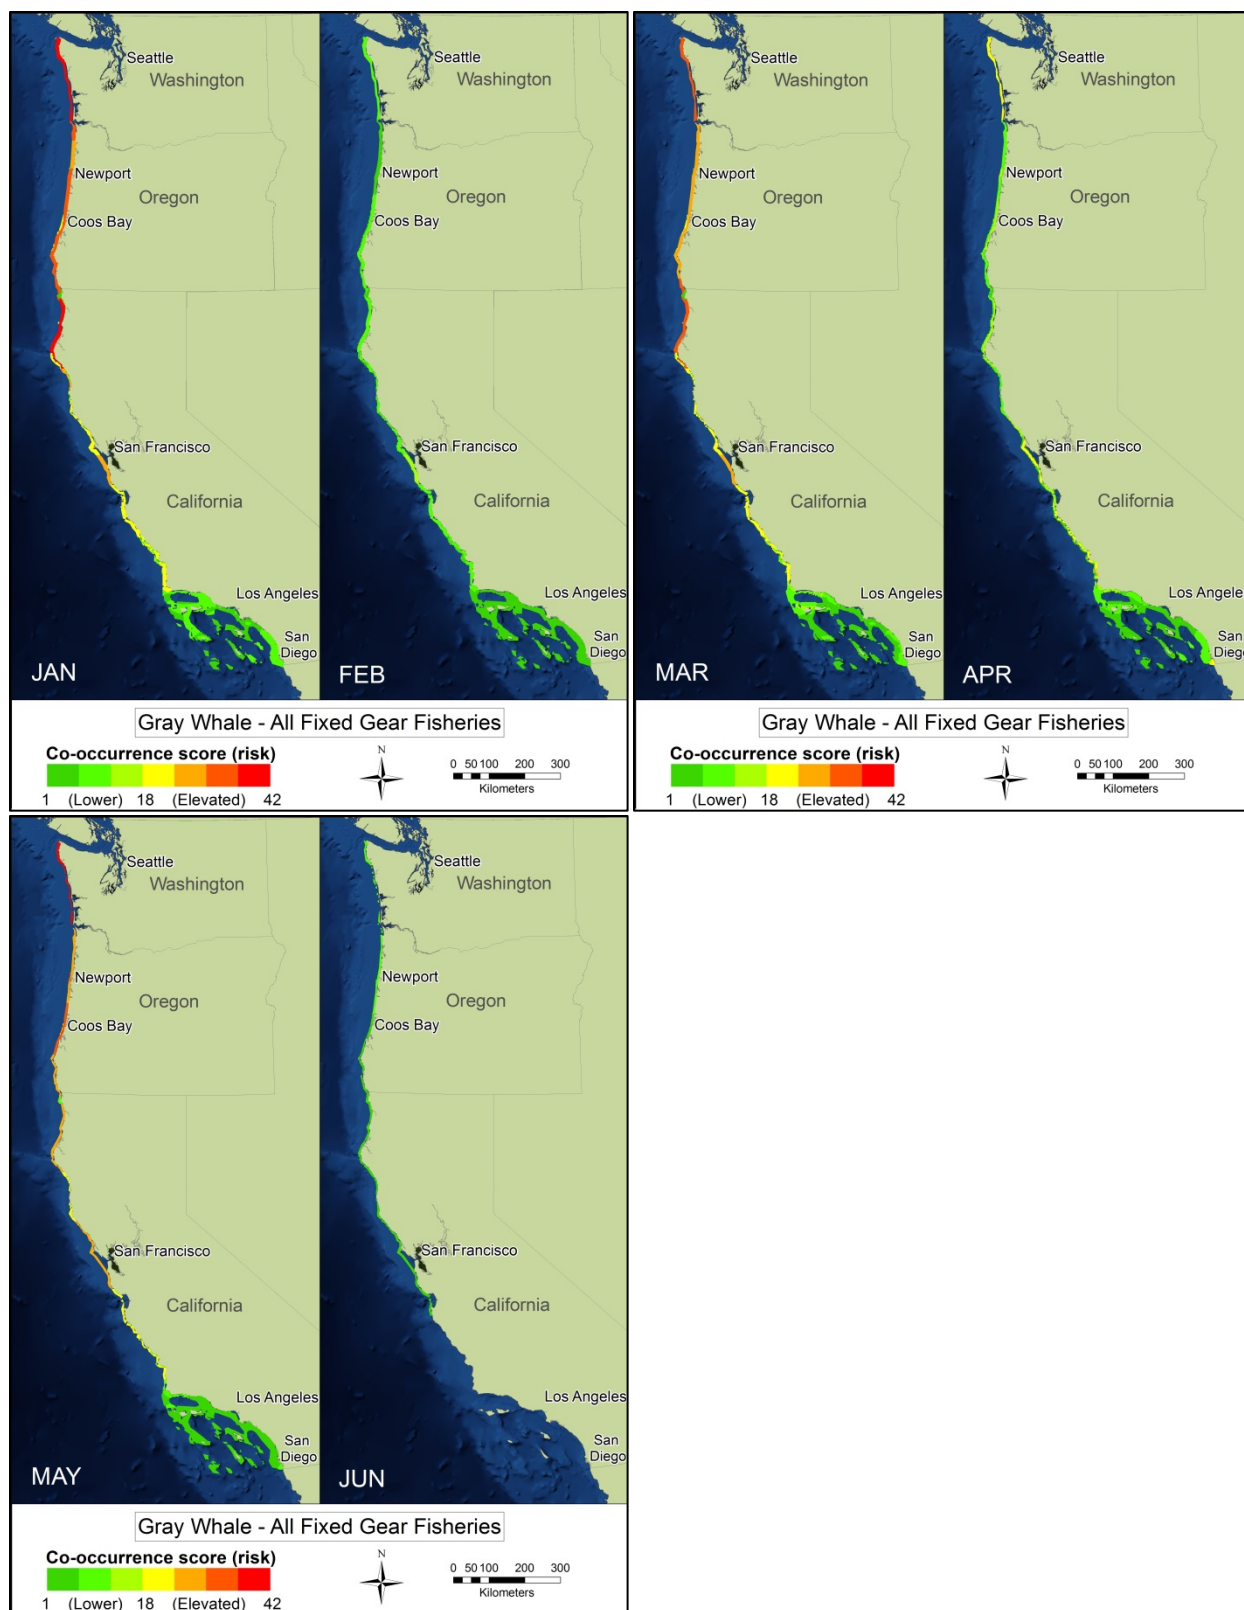 Seattle
Washington
Newport
Oregon
Coos Bay
San Francisco
California
Los Angeles
San
Diego
JAN
Seattle
Washington
Newport
Oregon
Coos Bay
San Francisco
California
Los Angeles
San
Diego
FEB
Gray Whale - All Fixed Gear Fisheries
Co-occurrence score (risk)
1 (Lower) 18 (Elevated) 42
N
0 50 100 200 300
Kilometers
Seattle
Washington
Newport
Oregon
Coos Bay
San Francisco
California
Los Angeles
San
Diego
MAR
Seattle
Washington
Newport
Oregon
Coos Bay
San Francisco
California
Los Angeles
San
Diego
APR
Gray Whale - All Fixed Gear Fisheries
Co-occurrence score (risk)
1 (Lower) 18 (Elevated) 42
N
0 50 100 200 300
Kilometers
Seattle
Washington
Newport
Oregon
Coos Bay
San Francisco
California
Los Angeles
San
Diego
MAY
Seattle
Washington
Newport
Oregon
Coos Bay
San Francisco
California
Los Angeles
San
Diego
JUN
Gray Whale - All Fixed Gear Fisheries
Co-occurrence score (risk)
1 (Lower) 18 (Elevated) 42
N
0 50 100 200 300
Kilometers